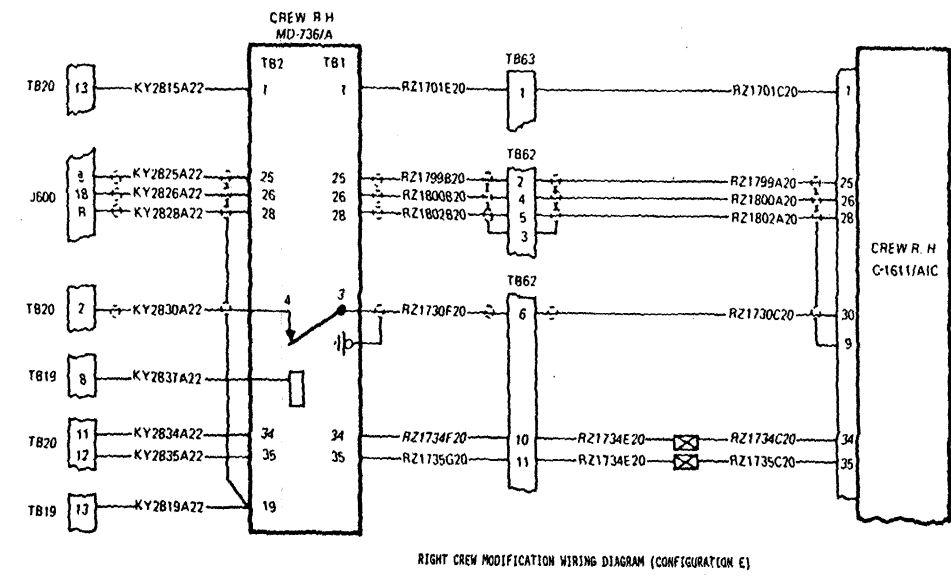 CREW R H
MD-736/A
TB2 TB1
TB63
TB20 13 KY2815A22 1 1 RZ1701E20 1 RZ1701C20 1
TB62
J600
a KY2825A22 25 25 RZ1799B20 2 RZ1799A20 25
18 KY2826A22 26 26 RZ1800B20 4 RZ1800A20 26
R KY2828A22 28 28 RZ1802B20 5 RZ1802A20 28
3
CREW R. H
C-1611/AIC
TB62
TB20 2 KY2830A22 4 3 RZ1730F20 6 RZ1730C20 30
9
TB19 8 KY2837A22
TB20
11 KY2834A22 34 34 RZ1734F20 10 RZ1734E20 RZ1734C20 34
12 KY2835A22 35 35 RZ1735G20 11 RZ1734E20 RZ1735C20 35
TB19 13 KY2819A22 19
RIGHT CREW MODIFICATION WIRING DIAGRAM (CONFIGURATION E)